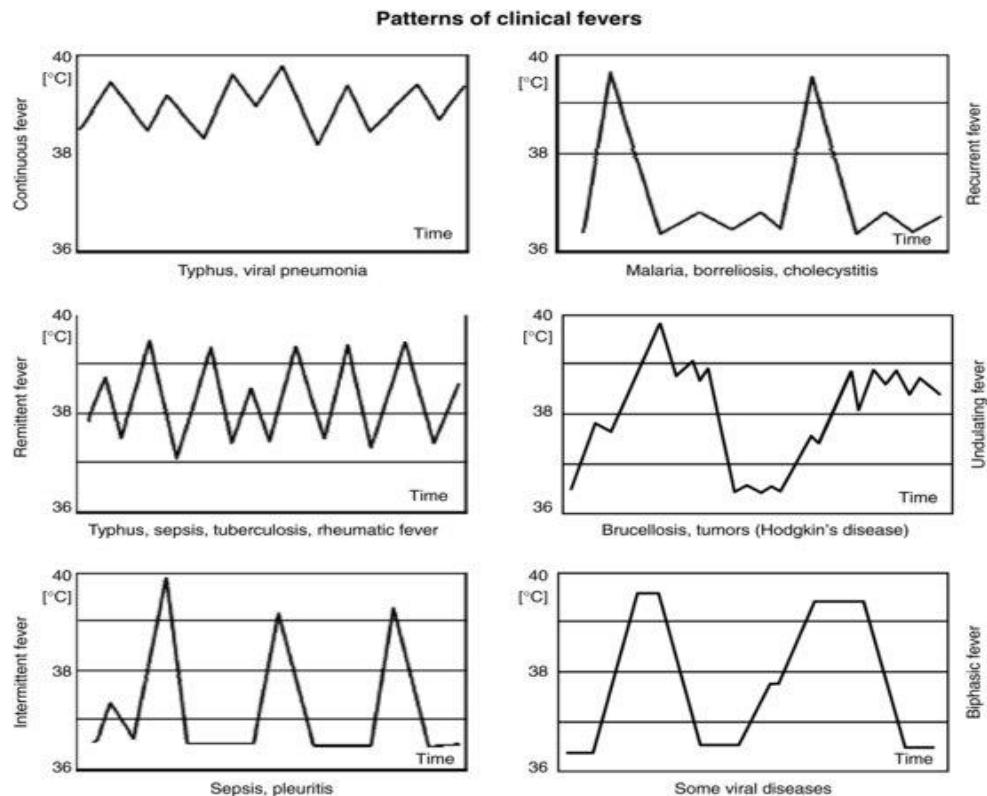 Patterns of clinical fevers
Continuous fever
40
[°C]
38
36
Time
Typhus, viral pneumonia
40
[°C]
38
36
Time
Recurrent fever
Malaria, borreliosis, cholecystitis
Remittent fever
40
[°C]
38
36
Time
Typhus, sepsis, tuberculosis, rheumatic fever
40
[°C]
38
36
Time
Undulating fever
Brucellosis, tumors (Hodgkin's disease)
Intermittent fever
40
[°C]
38
36
Time
Sepsis, pleuritis
40
[°C]
38
36
Time
Biphasic fever
Some viral diseases